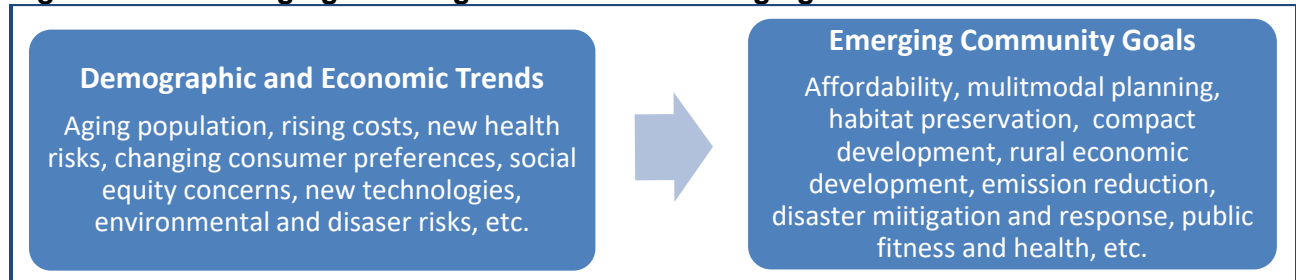 Demographic and Economic Trends
Aging population, rising costs, new health
risks, changing consumer preferences, social
equity concerns, new technologies,
environmental and disaser risks, etc.
Emerging Community Goals
Affordability, mulitmodal planning,
habitat preservation, compact
development, rural economic
development, emission reduction,
disaster miitigation and response, public
fitness and health, etc.